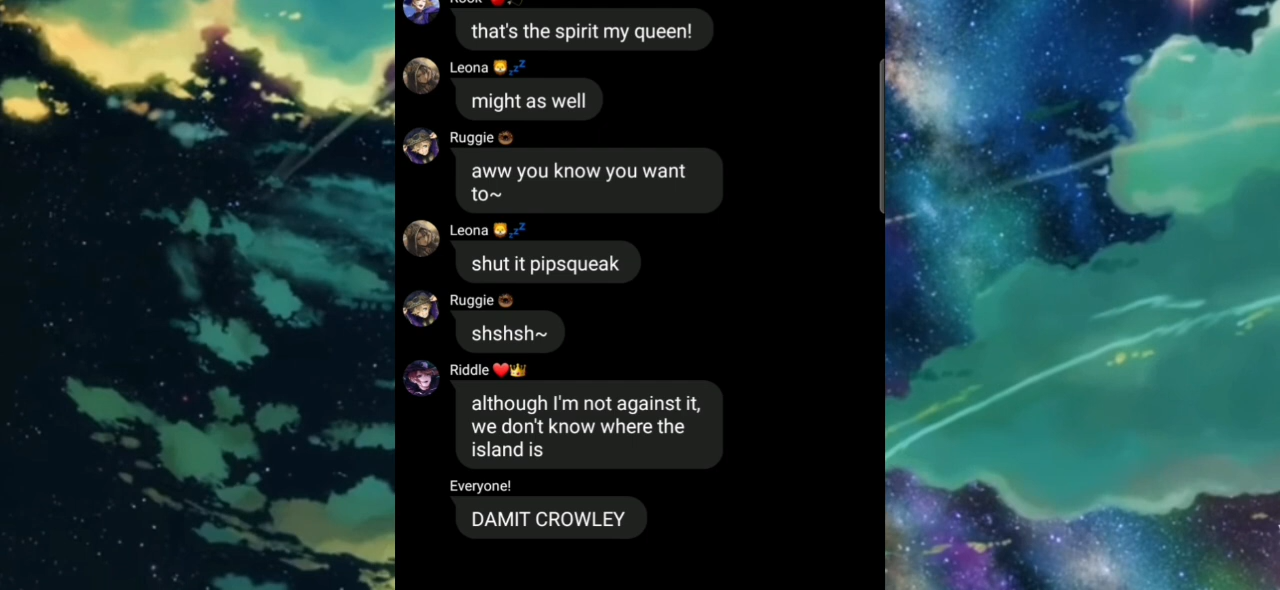 Rook ❤️🏹
that's the spirit my queen!
Leona 🦁💤
might as well
Ruggie 🍩
aww you know you want
to~
Leona 🦁💤
shut it pipsqueak
Ruggie 🍩
shshsh~
Riddle ❤️👑
although I'm not against it,
we don't know where the
island is
Everyone!
DAMIT CROWLEY